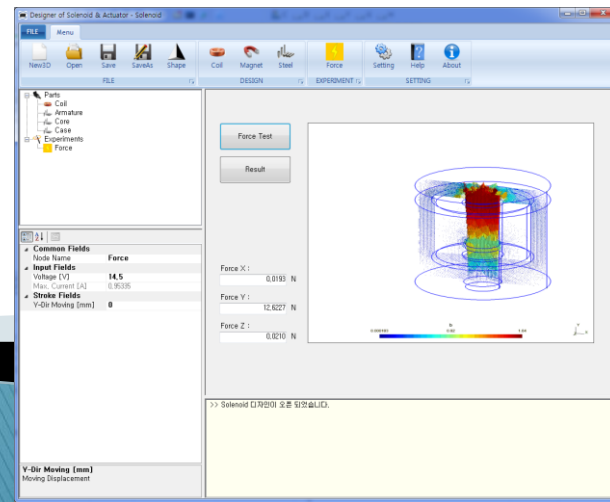 Designer of Solenoid & Actuator - Solenoid
FILE Menu
New3D Open Save SaveAs Shape Coil Magnet Steel Force Setting Help About
FILE DESIGN EXPERIMENT SETTING
Parts
Coil
Armature
Core
Case
Experiments
Force
Force Test
Result
Common Fields
Node Name Force
Input Fields
Voltage [V] 14,5
Max, Current [A] 0,95335
Stroke Fields
Y-Dir Moving [mm] 0
Force X :
0,0193 N
Force Y :
12,6227 N
Force Z :
0,0210 N
>> Solenoid 디자인이 오픈 되었습니다.
Y-Dir Moving [mm]
Moving Displacement